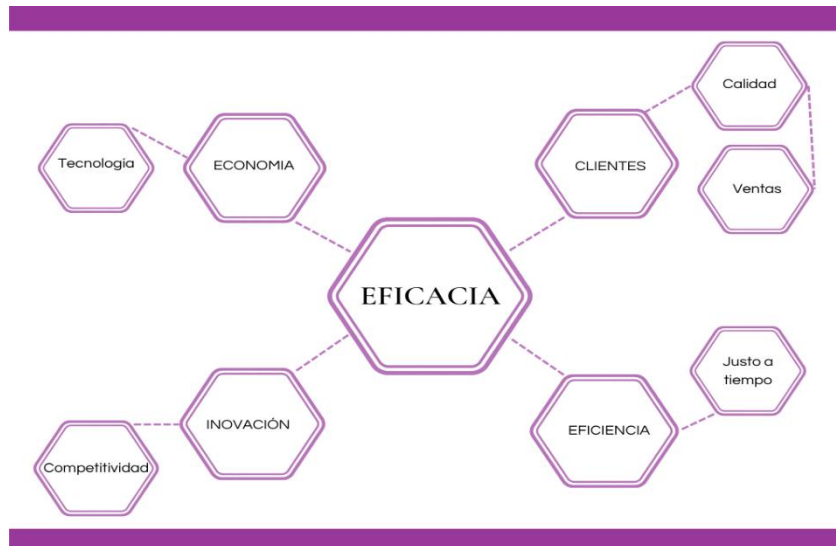 Calidad
Tecnologia
ECONOMIA
CLIENTES
Ventas
EFICACIA
Justo a
tiempo
INOVACIÓN
EFICIENCIA
Competitividad